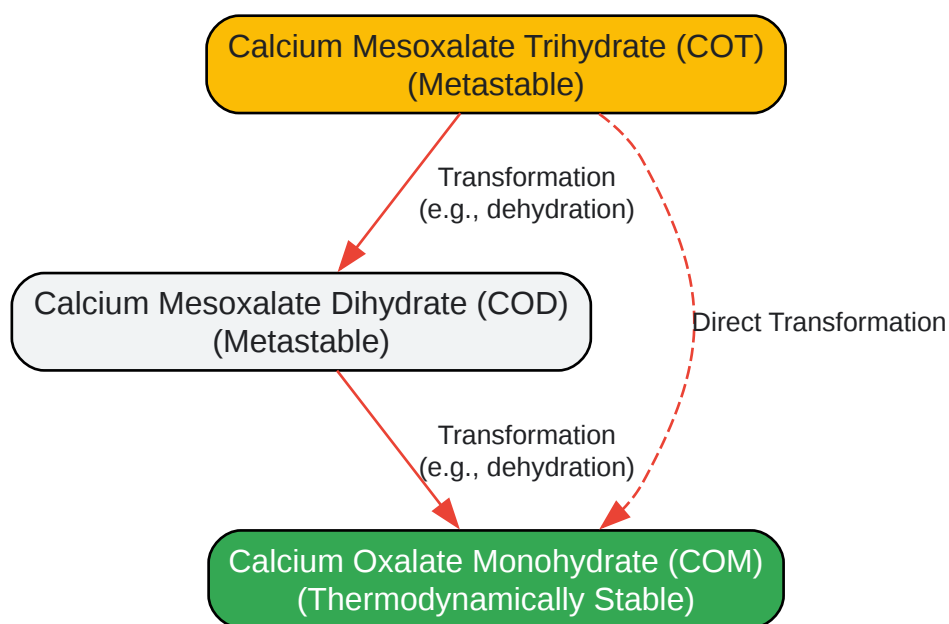 Calcium Mesoxalate Trihydrate (COT)
(Metastable)
Transformation
(e.g., dehydration)
Calcium Mesoxalate Dihydrate (COD)
(Metastable)
Direct Transformation
Transformation
(e.g., dehydration)
Calcium Oxalate Monohydrate (COM)
(Thermodynamically Stable)